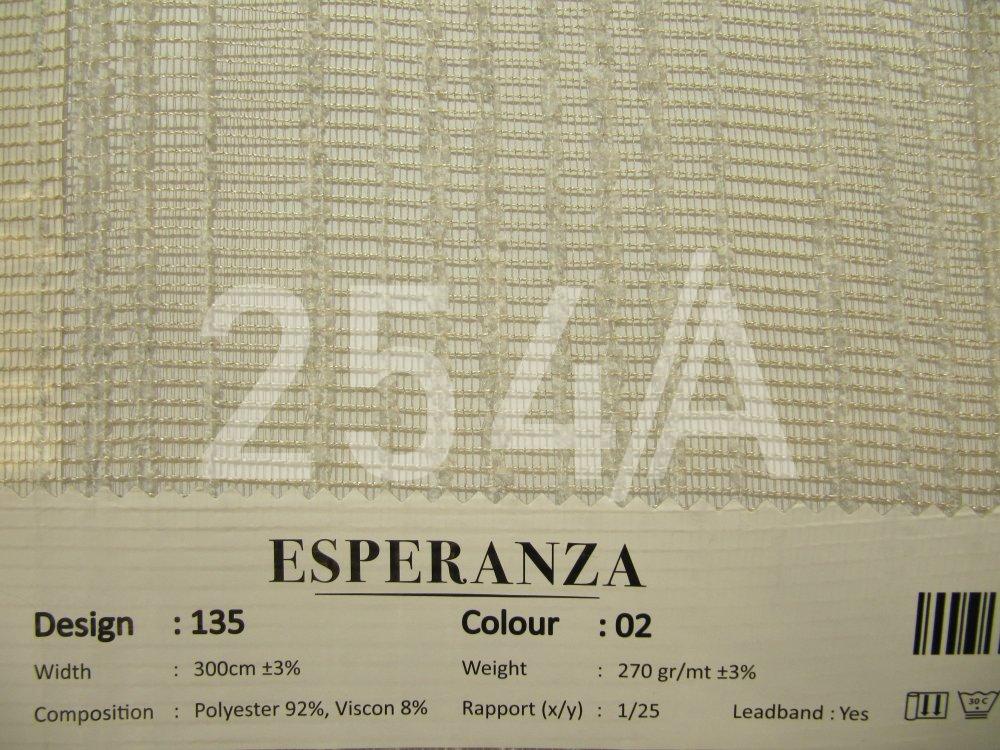 254/A
ESPERANZA
Design : 135 Colour : 02
Width : 300cm ±3% Weight : 270 gr/mt ±3%
Composition : Polyester 92%, Viscon 8% Rapport (x/y) : 1/25 Leadband : Yes
30 C